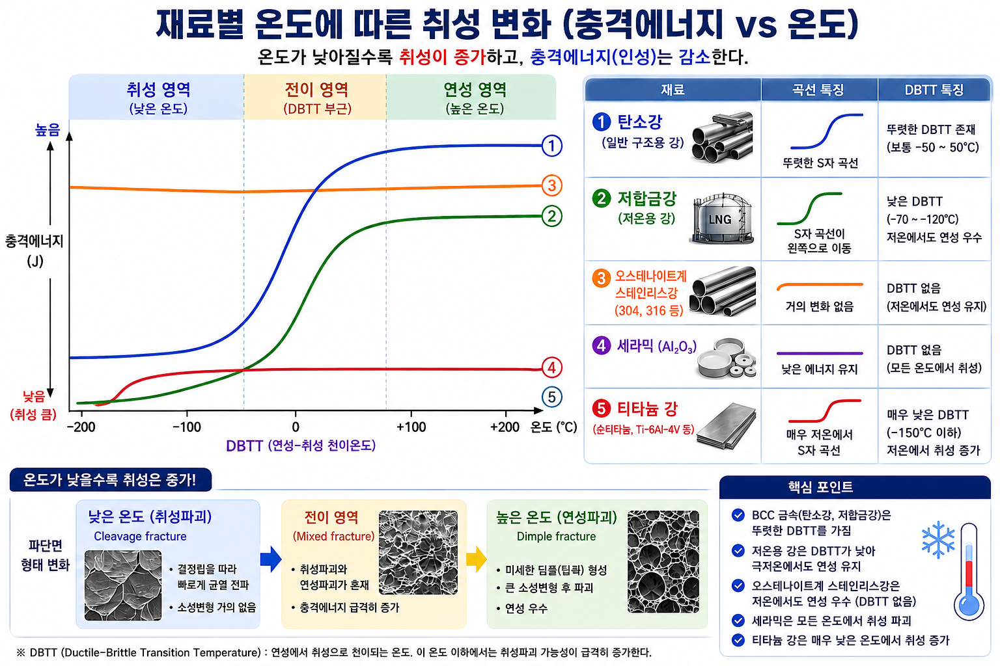 재료별 온도에 따른 취성 변화 (충격에너지 vs 온도)
온도가 낮아질수록 취성이 증가하고, 충격에너지(인성)는 감소한다.
취성 영역
(낮은 온도)
전이 영역
(DBTT 부근)
연성 영역
(높은 온도)
높음
충격에너지
(J)
낮음
(취성 큼)
1
3
2
4
5
-200
-100
0
+100
+200
온도 (°C)
DBTT (연성-취성 천이온도)
재료
곡선 특징
DBTT 특징
1 탄소강
(일반 구조용 강)
뚜렷한 S자 곡선
뚜렷한 DBTT 존재
(보통 -50 ~ 50°C)
2 저합금강
(저온용 강)
LNG
S자 곡선이
왼쪽으로 이동
낮은 DBTT
(-70 ~ -120°C)
저온에서도 연성 우수
3 오스테나이트계
스테인리스강
(304, 316 등)
거의 변화 없음
DBTT 없음
(저온에서도 연성 유지)
4 세라믹 (Al₂O₃)
낮은 에너지 유지
DBTT 없음
(모든 온도에서 취성)
5 티타늄 강
(순티타늄, Ti-6Al-4V 등)
매우 저온에서
S자 곡선
매우 낮은 DBTT
(-150°C 이하)
저온에서 취성 증가
온도가 낮을수록 취성은 중가!
파단면
형태 변화
낮은 온도 (취성파괴)
Cleavage fracture
• 결정립을 따라
빠로게 균열 전파
• 소성변형 거의 없음
전이 영역
(Mixed fracture)
• 취성파괴와
연성파괴가 혼재
• 충격에너지 급격히 증가
높은 온도 (연성파괴)
Dimple fracture
• 미세한 딤플 형성
• 큰 소성변형 후 파괴
• 연성 우수
핵심 포인트
BCC 금속(탄소강, 저합금강)은
뚜렷한 DBTT를 가짐
저온용 강은 DBTT가 낮아
극저온에서도 연성 유지
오스테나이트계 스테인리스강은
저온에서도 연성 우수 (DBTT 없음)
세라믹은 모든 온도에서 취성 파괴
티타늄 강은 매우 낮은 온도에서 취성 증가
※ DBTT (Ductile-Brittle Transition Temperature) : 연성에서 취성으로 천이되는 온도. 이 온도 이하에서는 취성파괴 가능성이 급격히 증가한다.